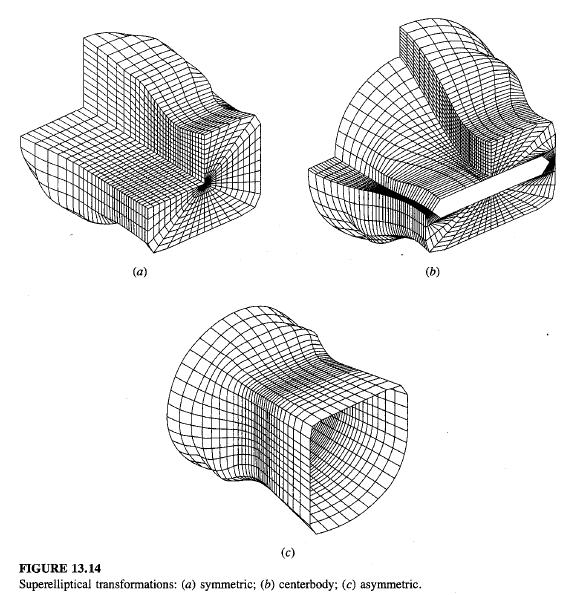 (a)
(b)
(c)
FIGURE 13.14
Superelliptical transformations: (a) symmetric; (b) centerbody; (c) asymmetric.